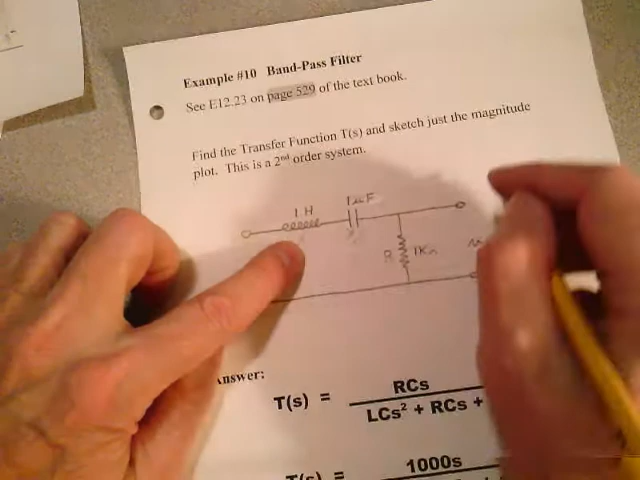 Example #10 Band-Pass Filter
See E12.23 on page 529 of the text book.
Find the Transfer Function T(s) and sketch just the magnitude
plot. This is a 2nd order system.
1 H
1µF
R 1KΩ
Answer:
T(s) = RCs
LCs² + RCs +
T(s) = 1000s